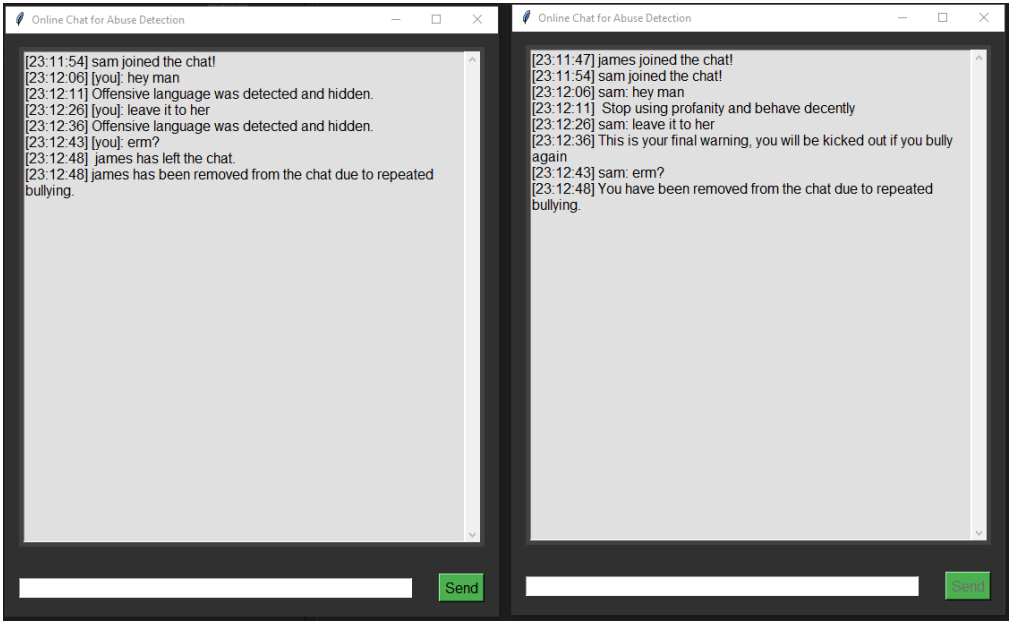 Online Chat for Abuse Detection
[23:11:54] sam joined the chat!
[23:12:06] [you]: hey man
[23:12:11] Offensive language was detected and hidden.
[23:12:26] [you]: leave it to her
[23:12:36] Offensive language was detected and hidden.
[23:12:43] [you]: erm?
[23:12:48]  james has left the chat.
[23:12:48] james has been removed from the chat due to repeated
bullying.
Send
Online Chat for Abuse Detection
[23:11:47] james joined the chat!
[23:11:54] sam joined the chat!
[23:12:06] sam: hey man
[23:12:11]  Stop using profanity and behave decently
[23:12:26] sam: leave it to her
[23:12:36] This is your final warning, you will be kicked out if you bully
again
[23:12:43] sam: erm?
[23:12:48] You have been removed from the chat due to repeated
bullying.
Send